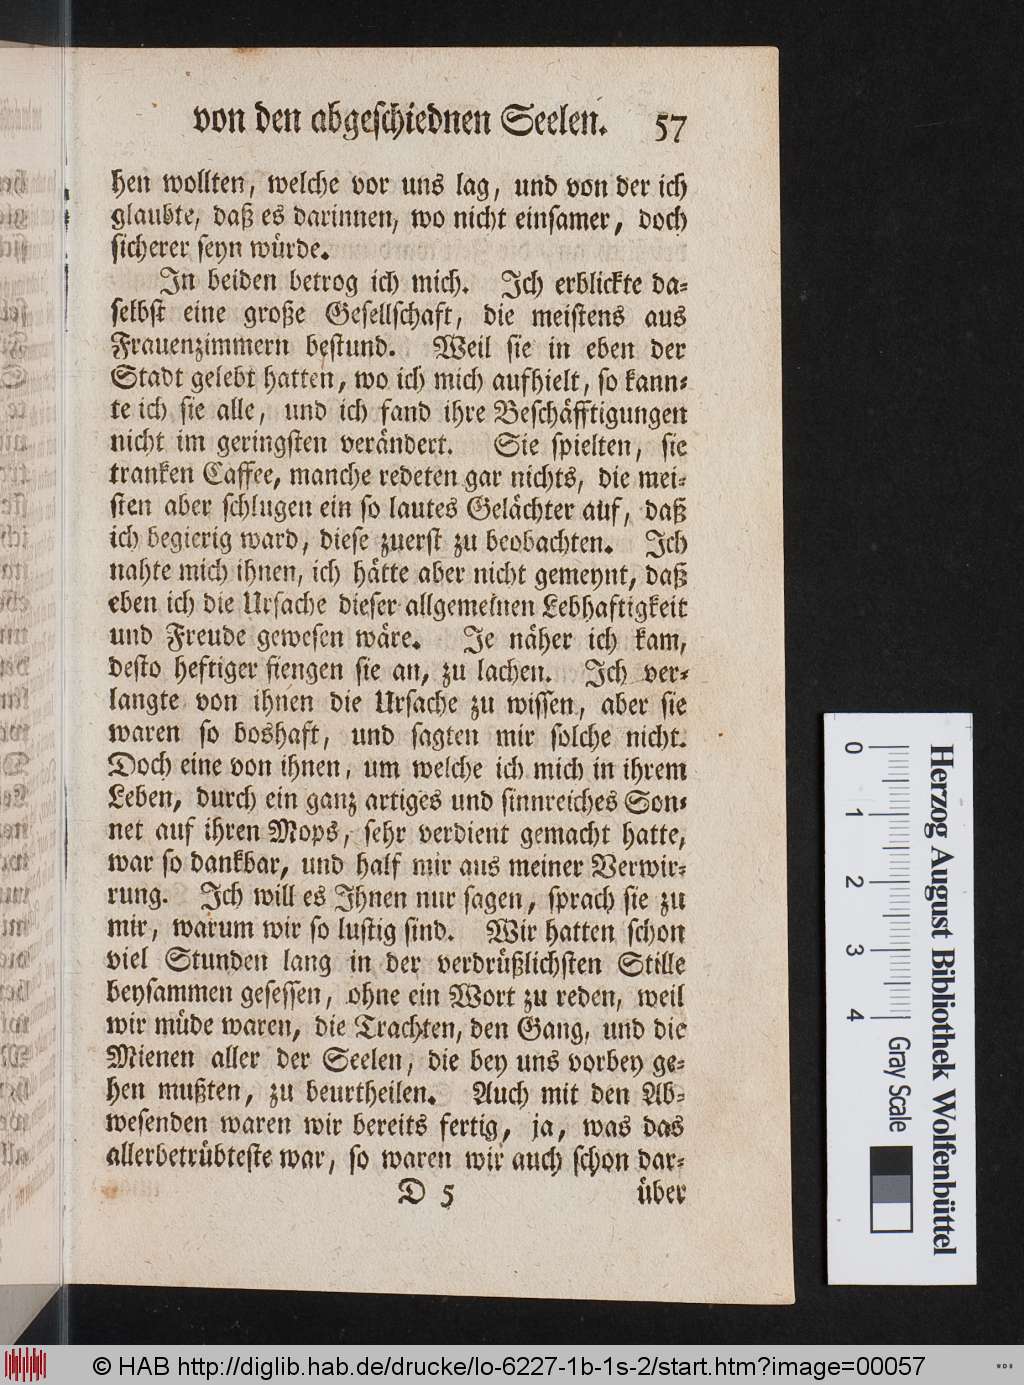 von den abgeschiednen Seelen. 57
hen wollten, welche vor uns lag, und von der ich
glaubte, daß es darinnen, wo nicht einsamer, doch
sicherer seyn würde.
In beiden betrog ich mich. Ich erblickte da-
selbst eine große Gesellschaft, die meistens aus
Frauenzimmern bestund. Weil sie in eben der
Stadt gelebt hatten, wo ich mich aufhielt, so kann-
te ich sie alle, und ich fand ihre Beschäfftigungen
nicht im geringsten verändert. Sie spielten, sie
tranken Caffee, manche redeten gar nichts, die mei-
sten aber schlugen ein so lautes Gelächter auf, daß
ich begierig ward, diese zuerst zu beobachten. Ich
nahte mich ihnen, ich hätte aber nicht gemeynt, daß
eben ich die Ursache dieser allgemeinen Lebhaftigkeit
und Freude gewesen wäre. Je näher ich kam,
desto heftiger fiengen sie an, zu lachen. Ich ver-
langte von ihnen die Ursache zu wissen, aber sie
waren so boshaft, und sagten mir solche nicht.
Doch eine von ihnen, um welche ich mich in ihrem
Leben, durch ein ganz artiges und sinnreiches Son-
net auf ihren Mops, sehr verdient gemacht hatte,
war so dankbar, und half mir aus meiner Verwir-
rung. Ich will es Ihnen nur sagen, sprach sie zu
mir, warum wir so lustig sind. Wir hatten schon
viel Stunden lang in der verdrüßlichsten Stille
beysammen gesessen, ohne ein Wort zu reden, weil
wir müde waren, die Trachten, den Gang, und die
Mienen aller der Seelen, die bey uns vorbey ge-
hen mußten, zu beurtheilen. Auch mit den Ab-
wesenden waren wir bereits fertig, ja, was das
allerbetrübteste war, so waren wir auch schon dar-
D 5 über
0 1 2 3 4 Gray Scale
Herzog August Bibliothek Wolfenbüttel
© HAB http://diglib.hab.de/drucke/lo-6227-1b-1s-2/start.htm?image=00057